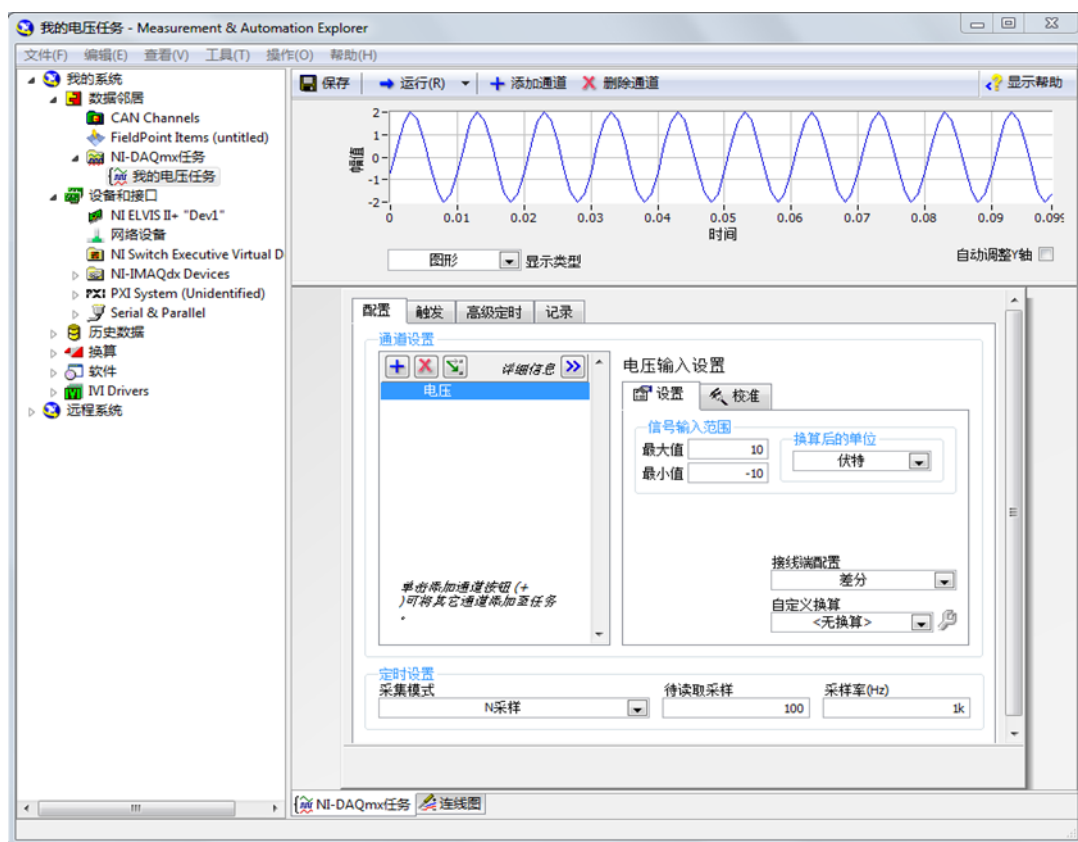 我的电压任务 - Measurement & Automation Explorer
文件(F) 编辑(E) 查看(V) 工具(T) 操作(O) 帮助(H)
我的系统
数据邻居
CAN Channels
FieldPoint Items (untitled)
NI-DAQmx任务
我的电压任务
设备和接口
NI ELVIS II+ "Dev1"
网络设备
NI Switch Executive Virtual D
NI-IMAQdx Devices
PXI PXI System (Unidentified)
Serial & Parallel
历史数据
换算
软件
IVI IVI Drivers
远程系统
保存 运行(R) 添加通道 删除通道 显示帮助
幅值
2
1
0
-1
-2
0 0.01 0.02 0.03 0.04 0.05 0.06 0.07 0.08 0.09 0.099
时间
图形 显示类型
自动调整Y轴
配置 触发 高级定时 记录
通道设置
详细信息
电压
单击添加通道按钮(+
)可将其它通道添加至任务
。
电压输入设置
设置 校准
信号输入范围
最大值 10
最小值 -10
换算后的单位
伏特
接线端配置
差分
自定义换算
<无换算>
定时设置
采集模式 待读取采样 采样率(Hz)
N采样 100 1k
NI-DAQmx任务 连线图